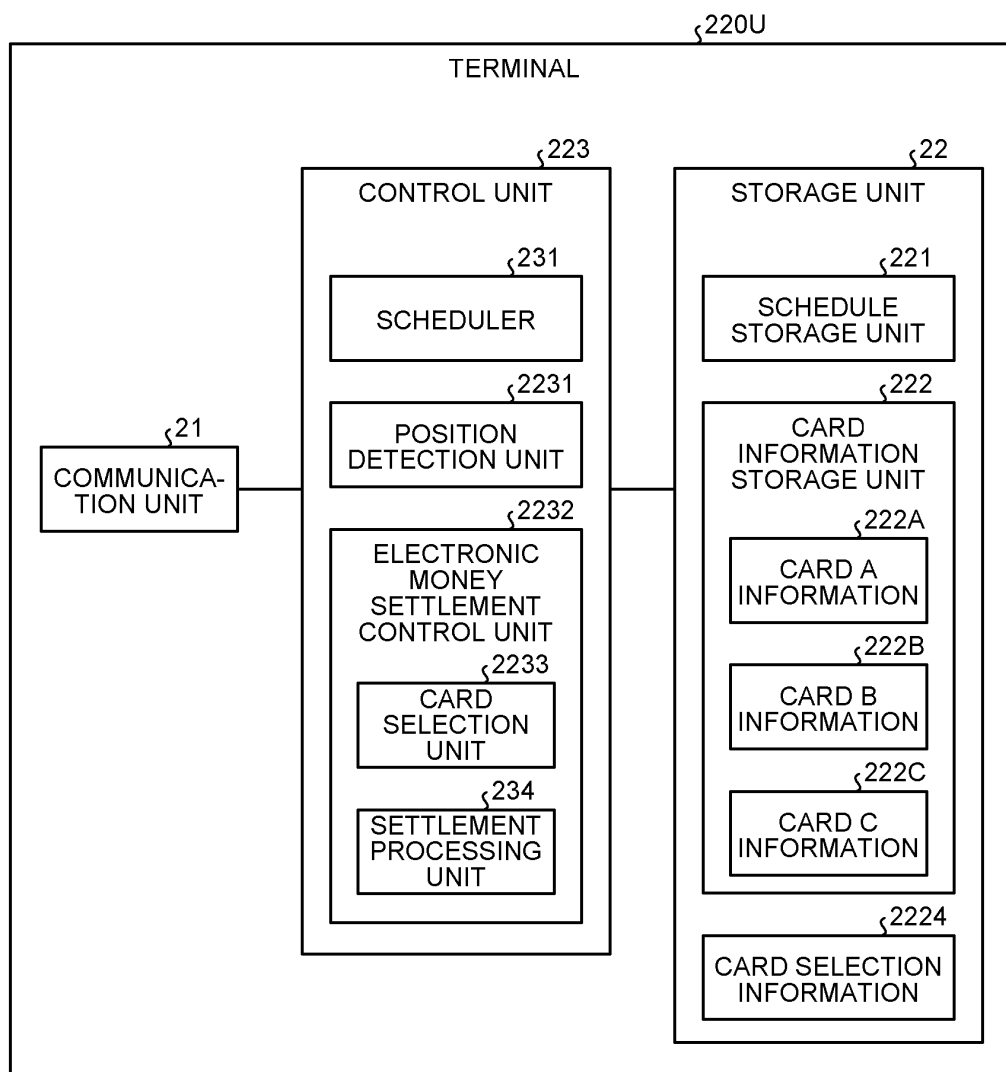 220U
TERMINAL
223
CONTROL UNIT
231
SCHEDULER
2231
POSITION
DETECTION UNIT
2232
ELECTRONIC
MONEY
SETTLEMENT
CONTROL UNIT
2233
CARD
SELECTION
UNIT
234
SETTLEMENT
PROCESSING
UNIT
21
COMMUNICA-
TION UNIT
22
STORAGE UNIT
221
SCHEDULE
STORAGE UNIT
222
CARD
INFORMATION
STORAGE UNIT
222A
CARD A
INFORMATION
222B
CARD B
INFORMATION
222C
CARD C
INFORMATION
2224
CARD SELECTION
INFORMATION